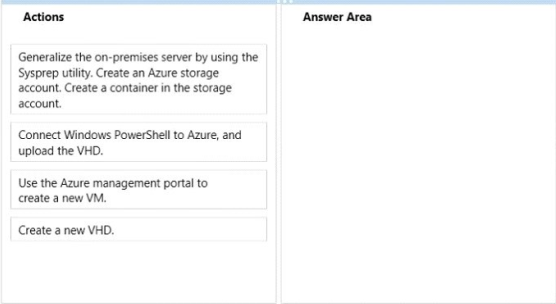 Actions
Answer Area
Generalize the on-premises server by using the
Sysprep utility. Create an Azure storage
account. Create a container in the storage
account.
Connect Windows PowerShell to Azure, and
upload the VHD.
Use the Azure management portal to
create a new VM.
Create a new VHD.